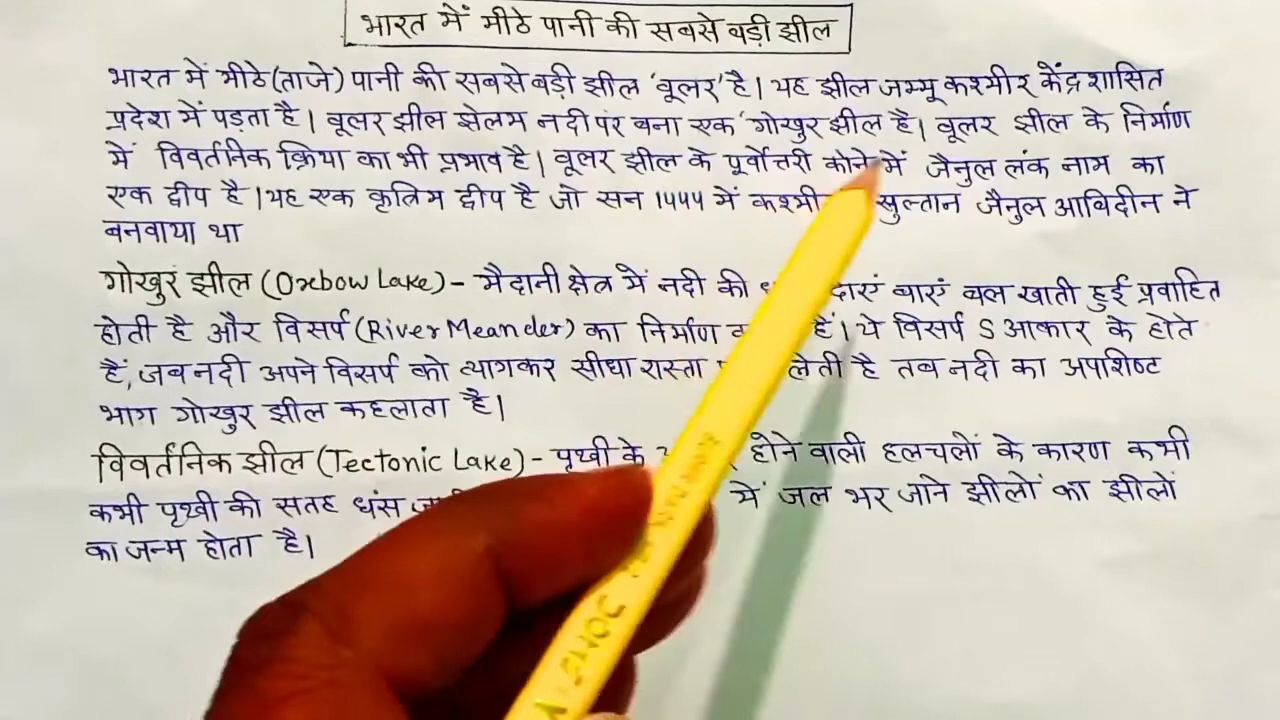 भारत में मीठे पानी की सबसे बड़ी झील
भारत में मीठे (ताजे) पानी की सबसे बड़ी झील 'वूलर' है। यह झील जम्मू कश्मीर केंद्र शासित
प्रदेश में पड़ता है। वूलर झील झेलम नदी पर बना एक 'गोखुर झील' है। वूलर झील के निर्माण
में विवर्तनिक क्रिया का भी प्रभाव है। वूलर झील के पूर्वोत्तरी कोने में जैनुल लंक नाम का
एक द्वीप है। यह एक कृत्रिम द्वीप है जो सन 1444 में सुल्तान जैनुल आविदीन ने
बनवाया था
गोखुर झील (Oxbow Lake) - मैदानी क्षेत्र में नदी की दाएं बाएं बल खाती हुई प्रवाहित
होती है और विसर्प (River Meander) का निर्माण हैं। ये विसर्प S आकार के होते
हैं, जब नदी अपने विसर्प को त्यागकर सीधा रास्ता लेती है तब नदी का अपशिष्ट
भाग गोखुर झील कहलाता है।
विवर्तनिक झील (Tectonic Lake) - पृथ्वी के होने वाली हलचलों के कारण कभी
कभी पृथ्वी की सतह धंस में जल भर जाने झीलों का झीलों
का जन्म होता है।